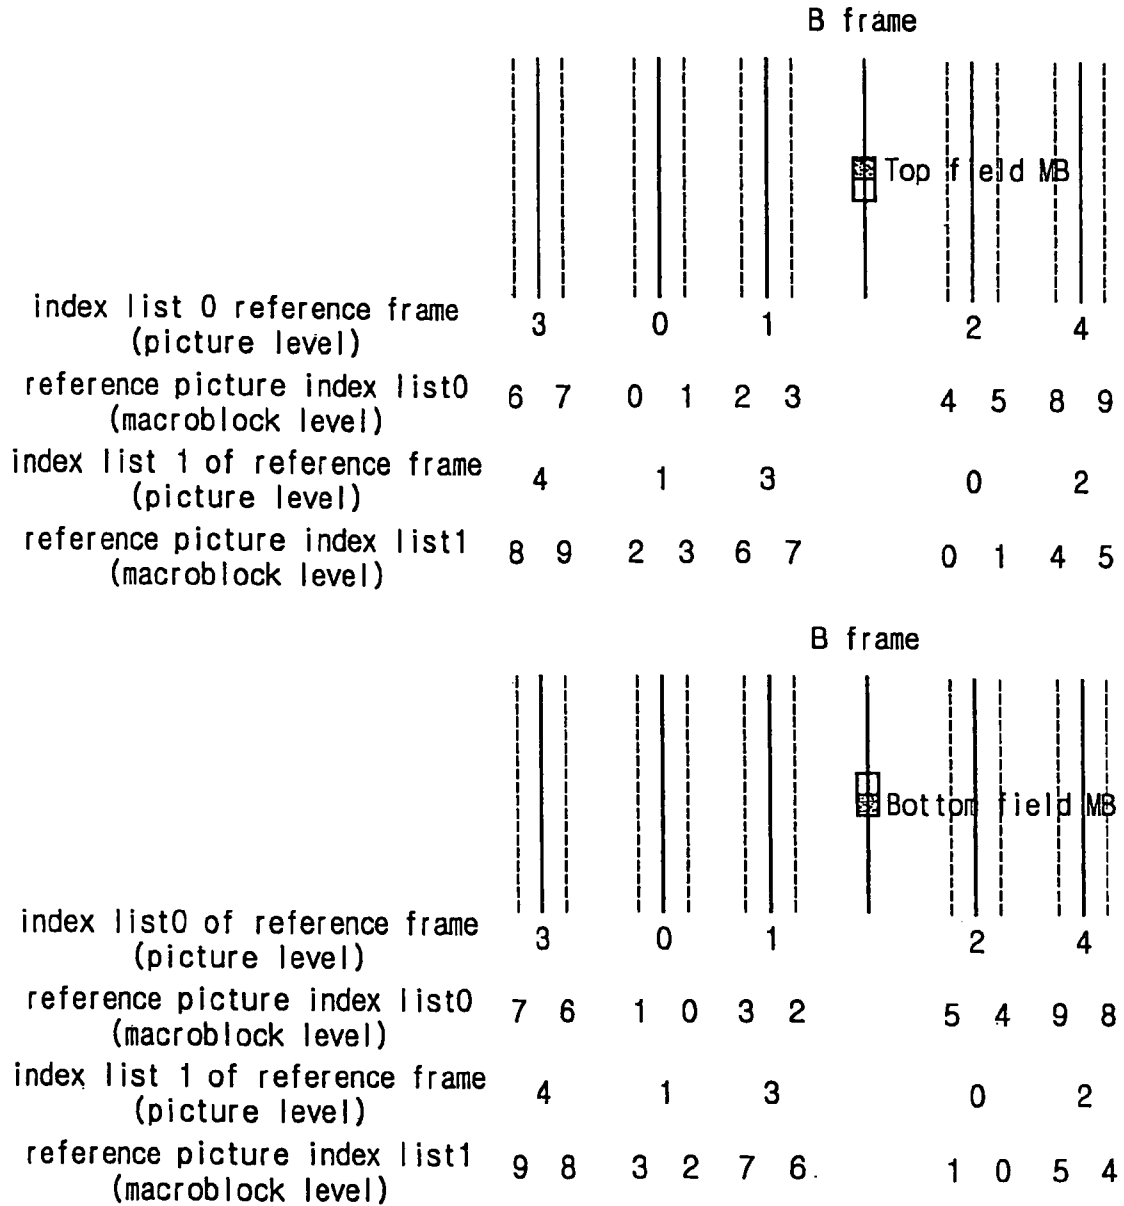 B frame
Top field MB
index list 0 reference frame
(picture level)
3 0 1 2 4
reference picture index list0
(macroblock level)
6 7 0 1 2 3 4 5 8 9
index list 1 of reference frame
(picture level)
4 1 3 0 2
reference picture index list1
(macroblock level)
8 9 2 3 6 7 0 1 4 5
B frame
Bottom field MB
index list0 of reference frame
(picture level)
3 0 1 2 4
reference picture index list0
(macroblock level)
7 6 1 0 3 2 5 4 9 8
index list 1 of reference frame
(picture level)
4 1 3 0 2
reference picture index list1
(macroblock level)
9 8 3 2 7 6 1 0 5 4